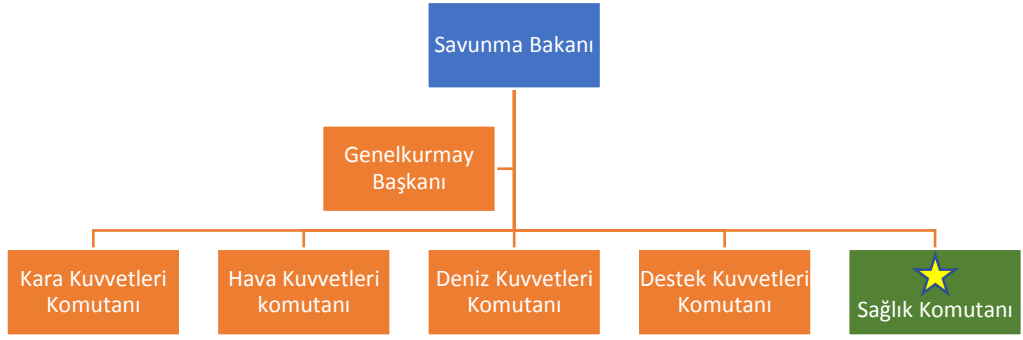 Savunma Bakanı
Genelkurmay
Başkanı
Kara Kuvvetleri
Komutanı
Hava Kuvvetleri
komutanı
Deniz Kuvvetleri
Komutanı
Destek Kuvvetleri
Komutanı
Sağlık Komutanı